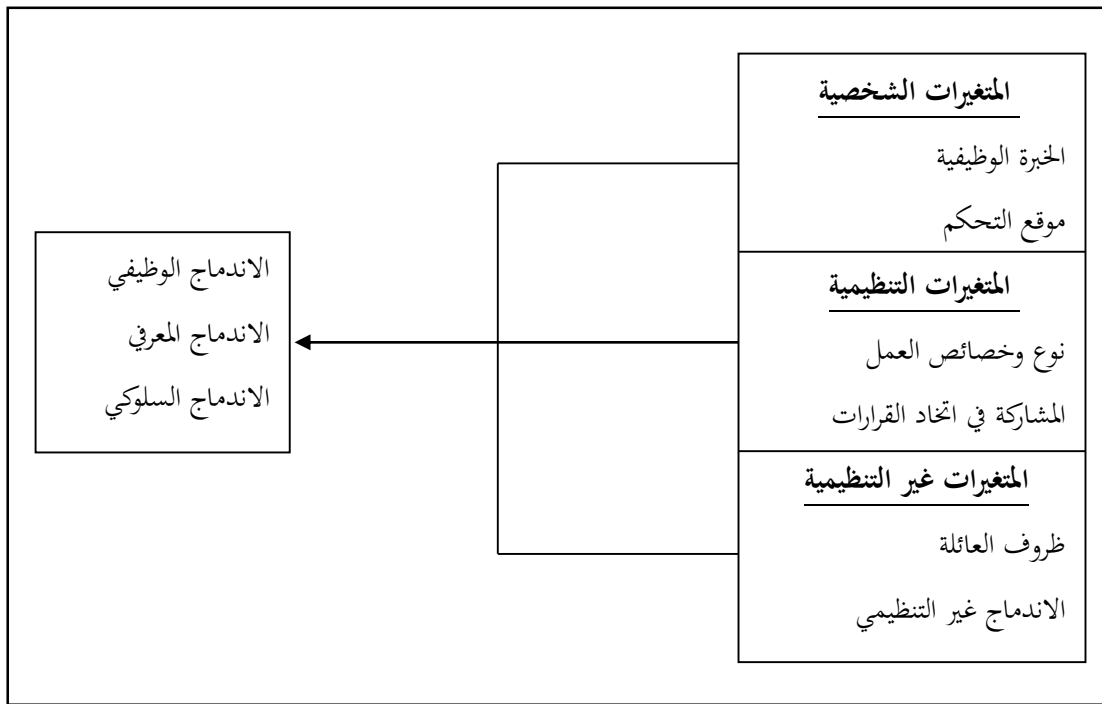 المتغيرات الشخصية
الخبرة الوظيفية
موقع التحكم
المتغيرات التنظيمية
نوع وخصائص العمل
المشاركة في اتخاد القرارات
المتغيرات غير التنظيمية
ظروف العائلة
الاندماج غير التنظيمي
الاندماج الوظيفي
الاندماج المعرفي
الاندماج السلوكي